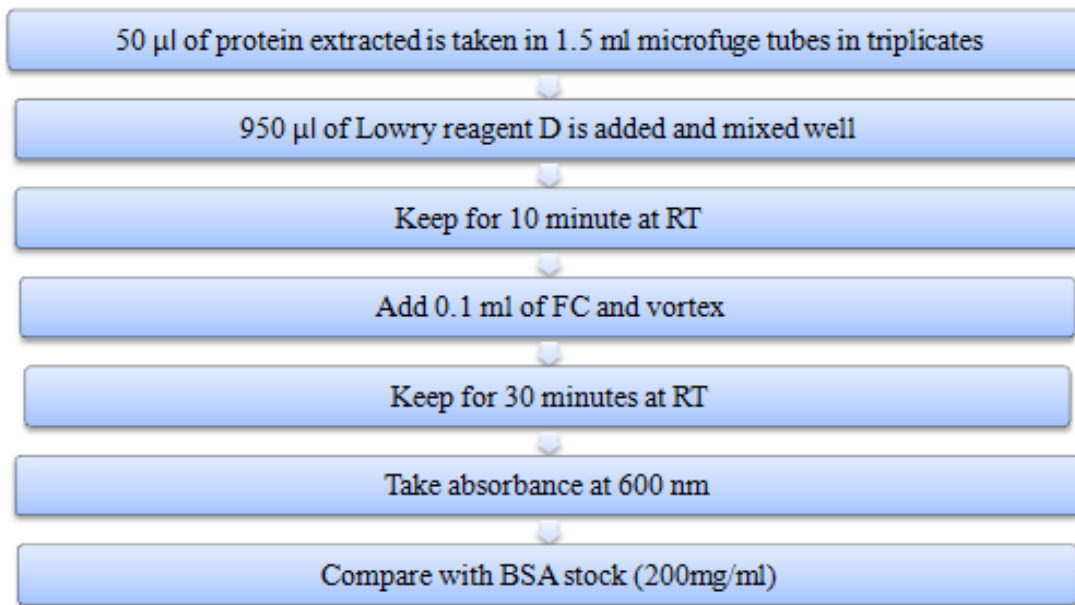 50 µl of protein extracted is taken in 1.5 ml microfuge tubes in triplicates
950 µl of Lowry reagent D is added and mixed well
Keep for 10 minute at RT
Add 0.1 ml of FC and vortex
Keep for 30 minutes at RT
Take absorbance at 600 nm
Compare with BSA stock (200mg/ml)